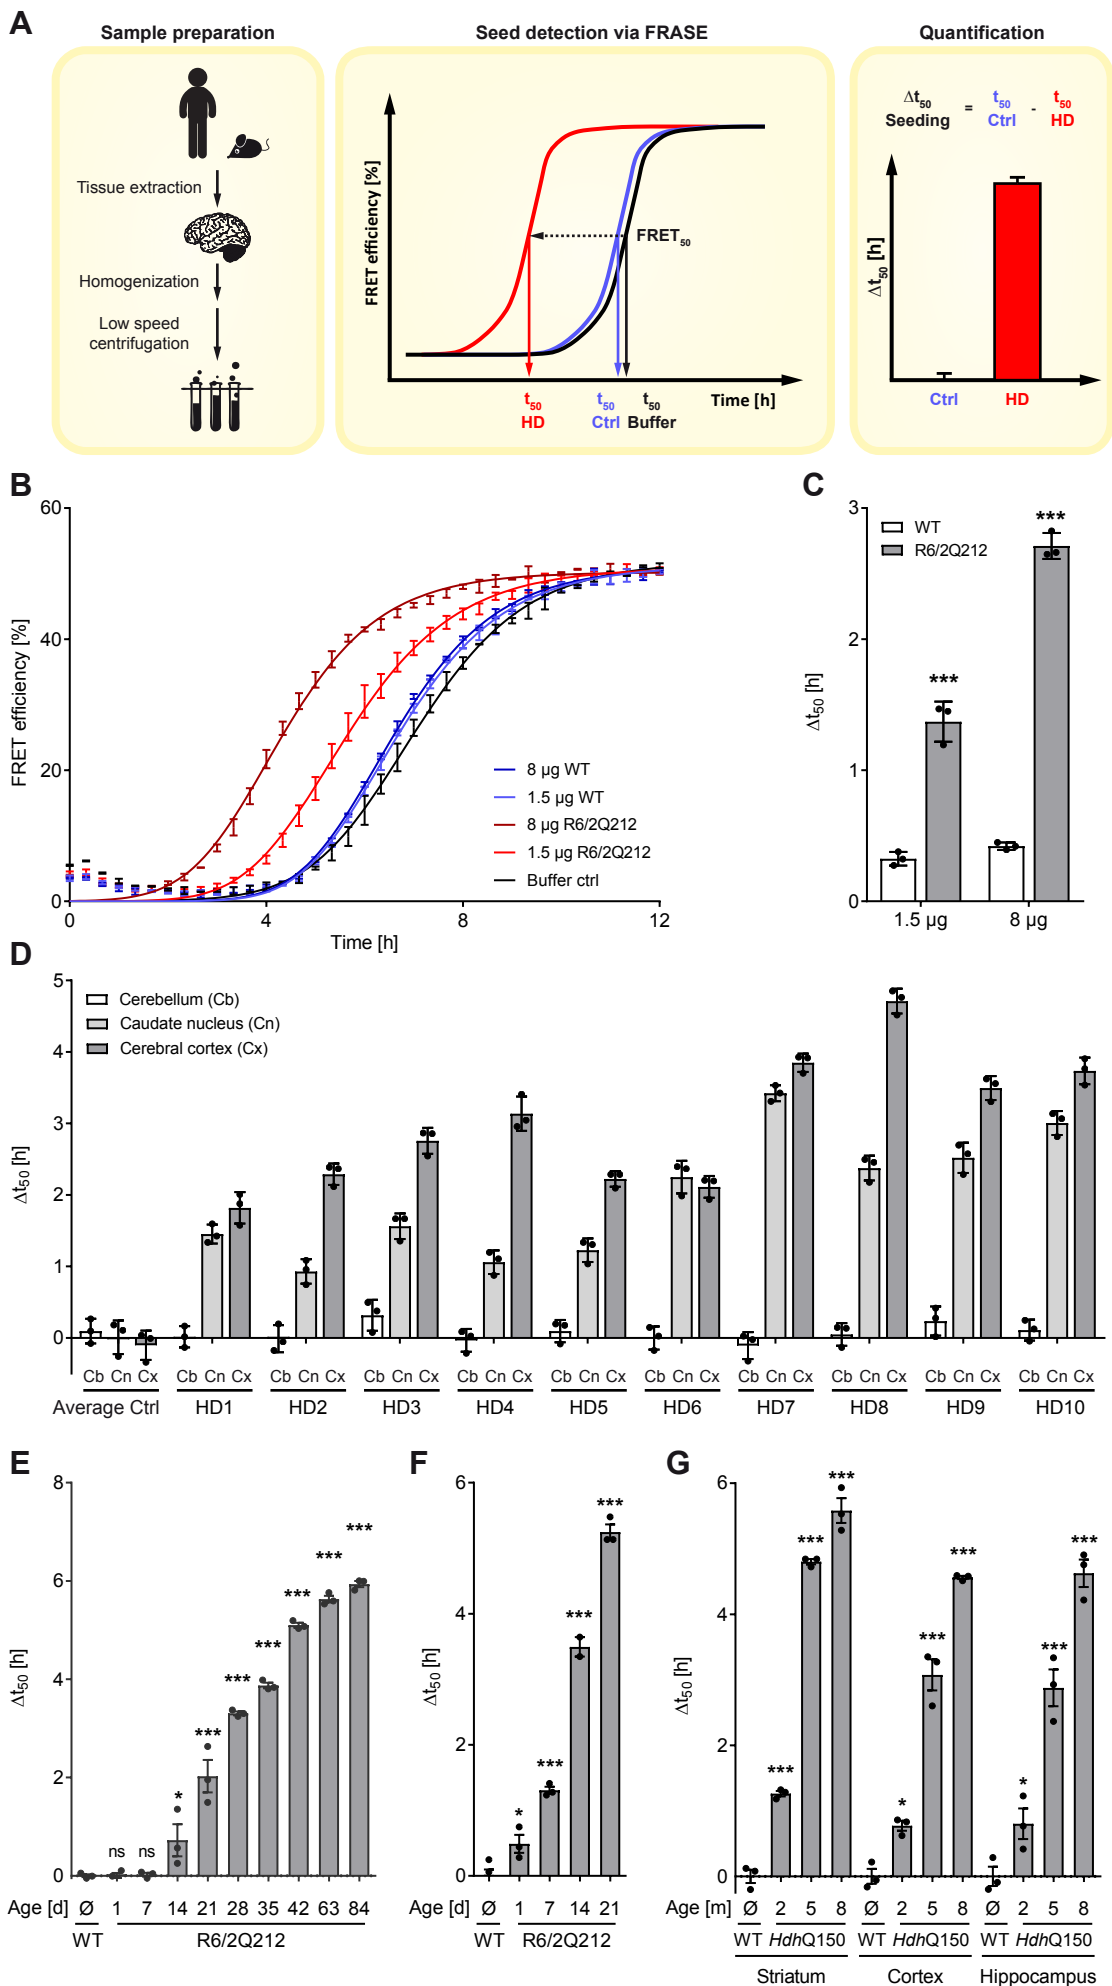 A
Sample preparation
Seed detection via FRASE
Quantification
Tissue extraction
Homogenization
Low speed
centrifugation
FRET efficiency [%]
FRET50
t50 HD
t50 Ctrl
t50 Buffer
Time [h]
Δt50 Seeding = t50 Ctrl - t50 HD
Δt50 [h]
Ctrl HD
B
60
40
20
0
FRET efficiency [%]
8 µg WT
1.5 µg WT
8 µg R6/2Q212
1.5 µg R6/2Q212
Buffer ctrl
0 4 8 12
Time [h]
C
3
2
1
0
Δt50 [h]
WT
R6/2Q212
*** ***
1.5 µg 8 µg
D
5
4
3
2
1
0
Δt50 [h]
Cerebellum (Cb)
Caudate nucleus (Cn)
Cerebral cortex (Cx)
Cb Cn Cx Cb Cn Cx Cb Cn Cx Cb Cn Cx Cb Cn Cx Cb Cn Cx Cb Cn Cx Cb Cn Cx Cb Cn Cx Cb Cn Cx Cb Cn Cx
Average Ctrl HD1 HD2 HD3 HD4 HD5 HD6 HD7 HD8 HD9 HD10
E
8
6
4
2
0
Δt50 [h]
ns ns * *** *** *** *** *** ***
Age [d] Ø 1 7 14 21 28 35 42 63 84
WT R6/2Q212
F
6
4
2
0
Δt50 [h]
* *** *** ***
Age [d] Ø 1 7 14 21
WT R6/2Q212
G
6
4
2
0
Δt50 [h]
*** *** *** * *** *** * *** ***
Age [m] Ø 2 5 8 Ø 2 5 8 Ø 2 5 8
WT HdhQ150 WT HdhQ150 WT HdhQ150
Striatum Cortex Hippocampus